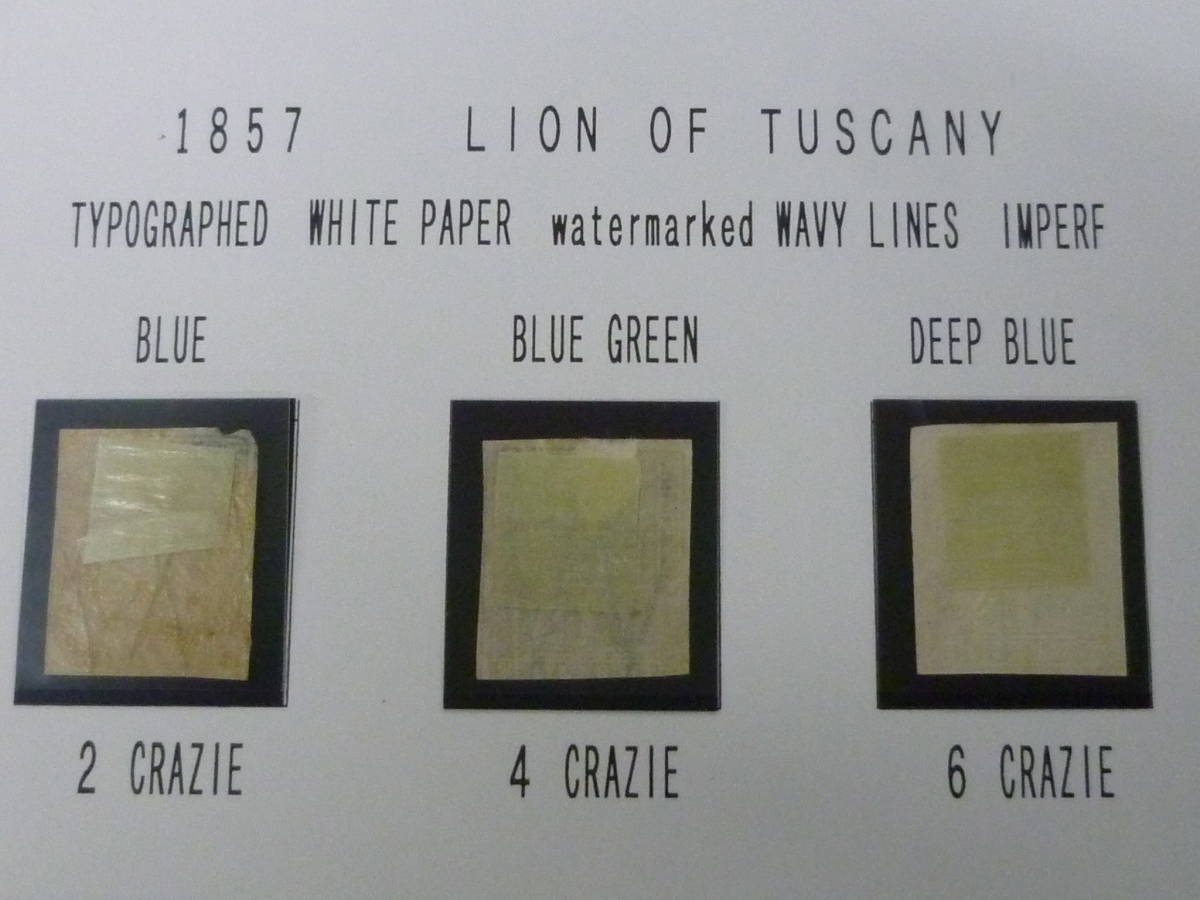 1857 LION OF TUSCANY
TYPOGRAPHED WHITE PAPER watermarked WAVY LINES IMPERF
BLUE BLUE GREEN DEEP BLUE
2 CRAZIE 4 CRAZIE 6 CRAZIE